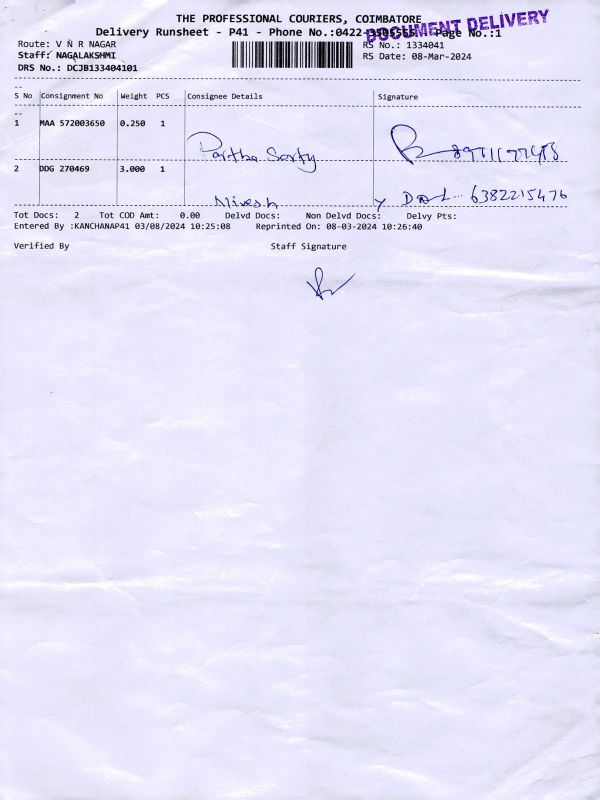 THE PROFESSIONAL COURIERS, COIMBATORE
Delivery Runsheet - P41 - Phone No.:0422- Page No.:1
DOCUMENT DELIVERY
Route: V N R NAGAR RS No.: 1334041
Staff: NAGALAKSHMI RS Date: 08-Mar-2024
DRS No.: DCJB133404101
S No Consignment No Weight PCS Consignee Details Signature
1 MAA 572003650 0.250 1
Partha Sarty
2 DDG 270469 3.000 1
Nivesh 6382215476
Tot Docs: 2 Tot COD Amt: 0.00 Delvd Docs: Non Delvd Docs: Delvy Pts:
Entered By :KANCHANAP41 03/08/2024 10:25:08 Reprinted On: 08-03-2024 10:26:40
Verified By Staff Signature